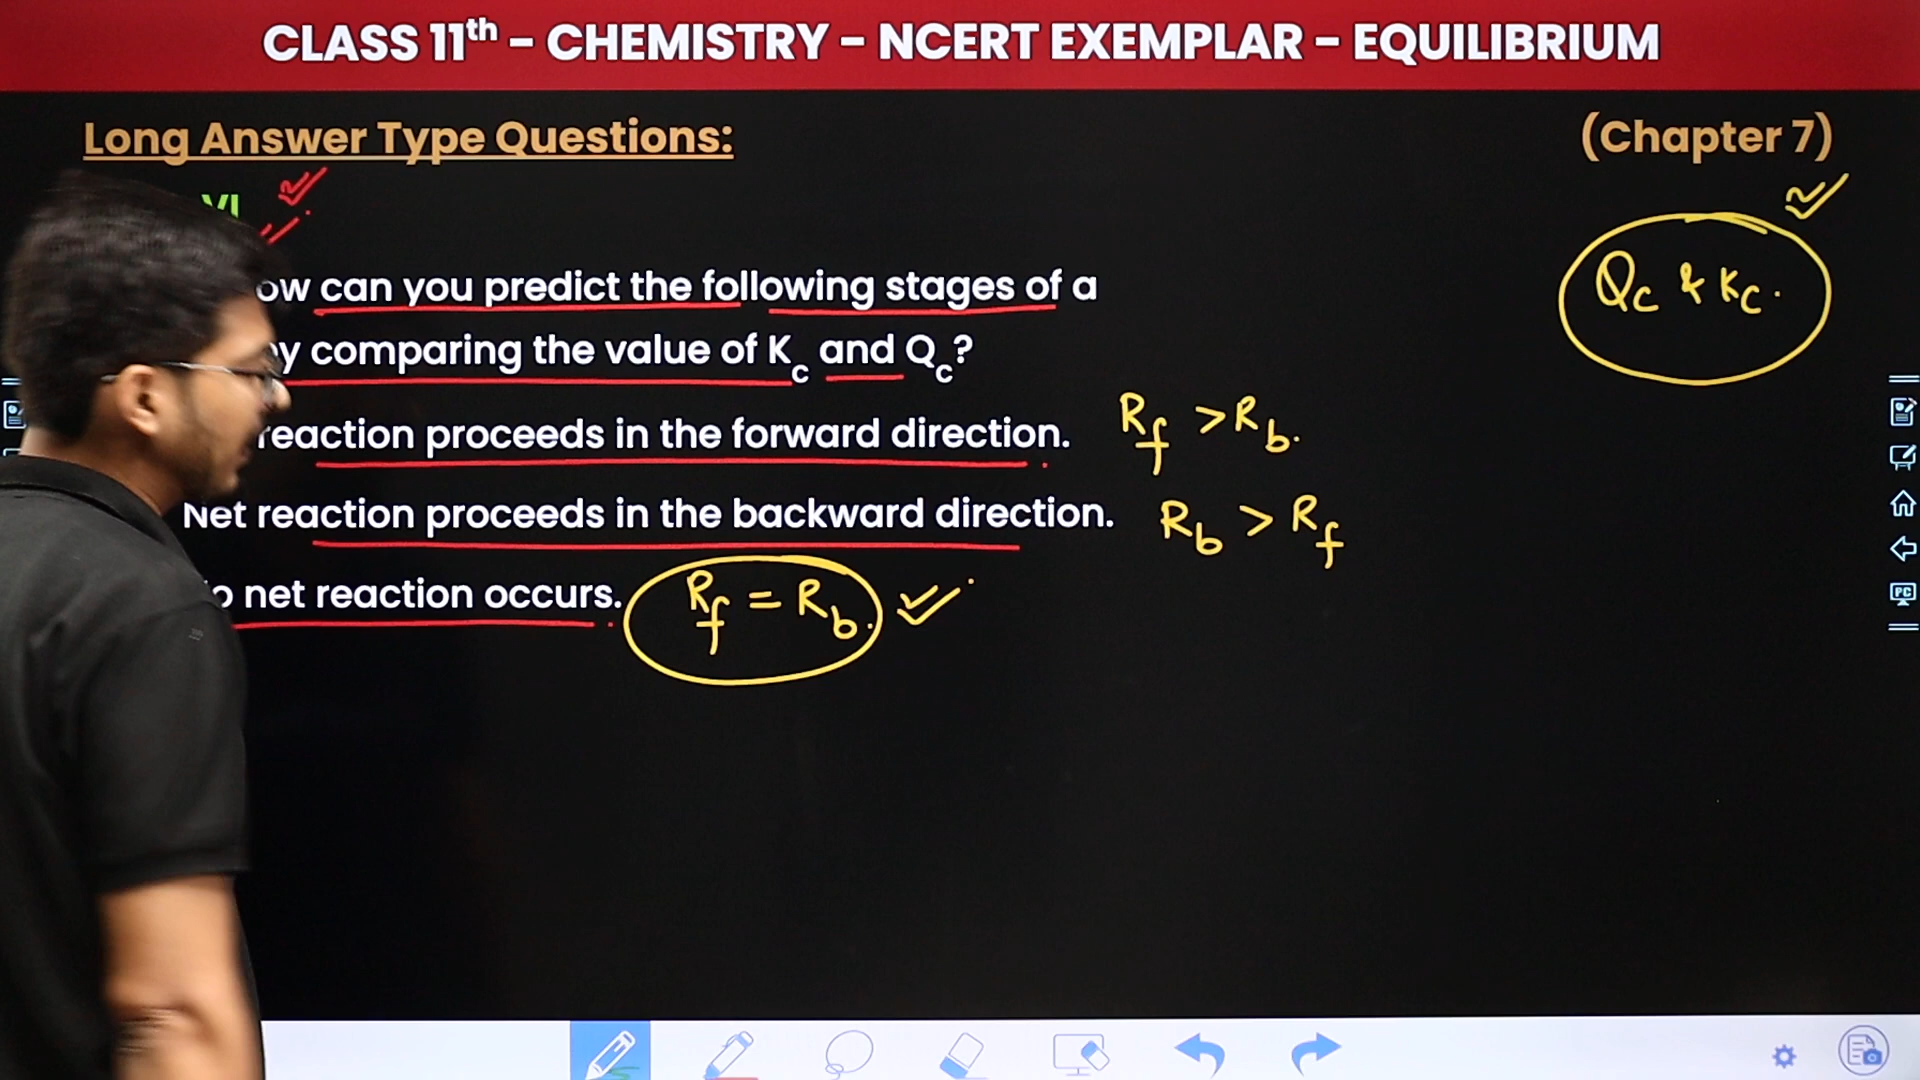 CLASS 11th - CHEMISTRY - NCERT EXEMPLAR - EQUILIBRIUM
Long Answer Type Questions:
(Chapter 7)
VI
Qc & Kc.
can you predict the following stages of a
comparing the value of Kc and Qc?
reaction proceeds in the forward direction. Rf > Rb.
Net reaction proceeds in the backward direction. Rb > Rf
net reaction occurs. Rf = Rb.
PC